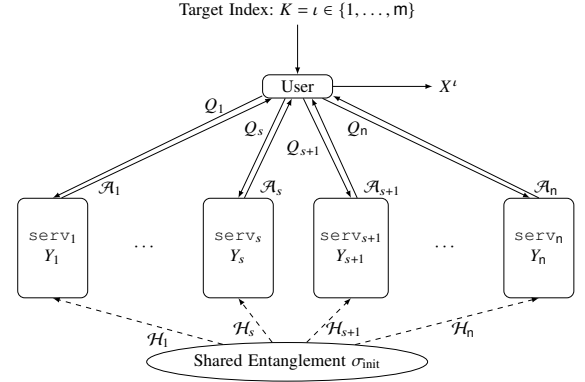 Target Index: K = ι ∈ {1, . . . , m}
User
X^ι
Q_1
Q_s
Q_{s+1}
Q_n
𝒜_1
𝒜_s
𝒜_{s+1}
𝒜_n
serv_1
Y_1
. . .
serv_s
Y_s
serv_{s+1}
Y_{s+1}
. . .
serv_n
Y_n
ℋ_1
ℋ_s
ℋ_{s+1}
ℋ_n
Shared Entanglement σ_init